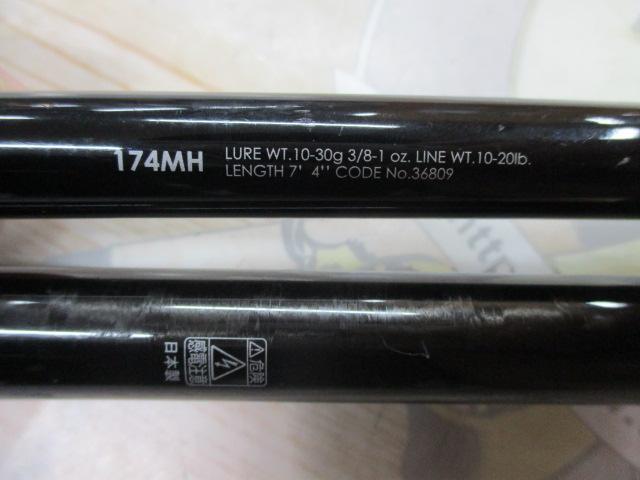 174MH LURE WT.10-30g 3/8-1 oz. LINE WT.10-20lb.
LENGTH 7' 4'' CODE No.36809
http
危険
感電注意
日本製